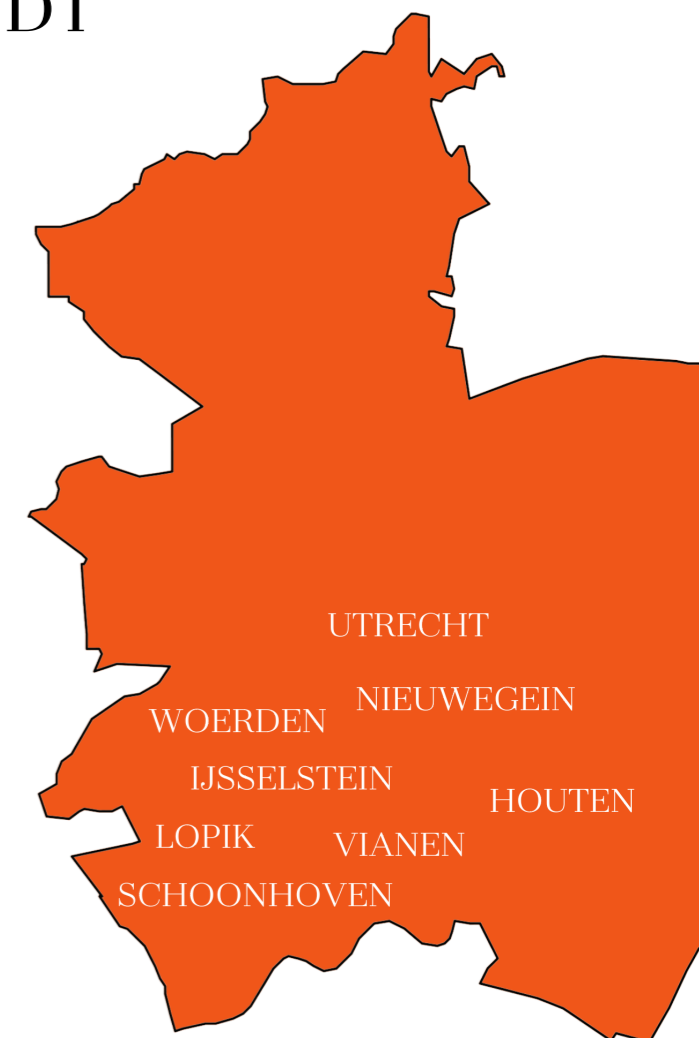 UTRECHT
NIEUWEGEIN
WOERDEN
IJSSELSTEIN
HOUTEN
LOPIK
VIANEN
SCHOONHOVEN